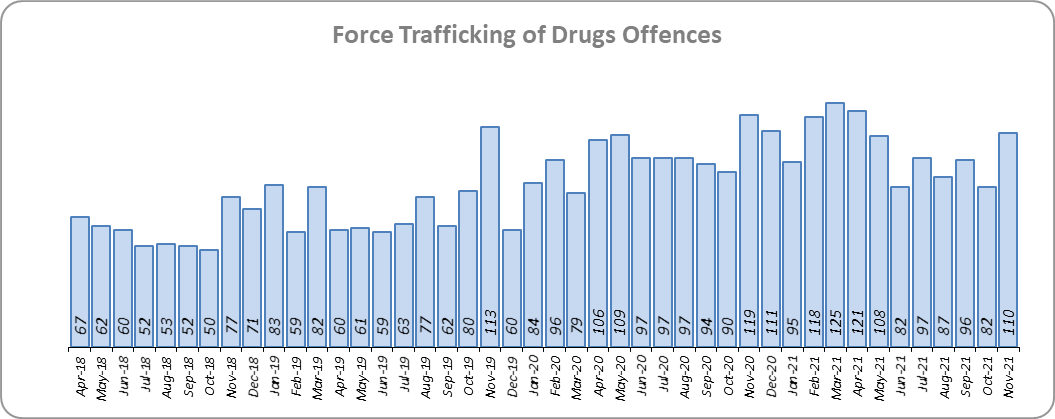 Force Trafficking of Drugs Offences
67 62 60 52 53 52 50 77 71 83 59 82 60 61 59 63 77 62 80 113 60 84 96 79 106 109 97 97 97 94 90 119 111 95 118 125 121 108 82 97 87 96 82 110
Apr-18 May-18 Jun-18 Jul-18 Aug-18 Sep-18 Oct-18 Nov-18 Dec-18 Jan-19 Feb-19 Mar-19 Apr-19 May-19 Jun-19 Jul-19 Aug-19 Sep-19 Oct-19 Nov-19 Dec-19 Jan-20 Feb-20 Mar-20 Apr-20 May-20 Jun-20 Jul-20 Aug-20 Sep-20 Oct-20 Nov-20 Dec-20 Jan-21 Feb-21 Mar-21 Apr-21 May-21 Jun-21 Jul-21 Aug-21 Sep-21 Oct-21 Nov-21